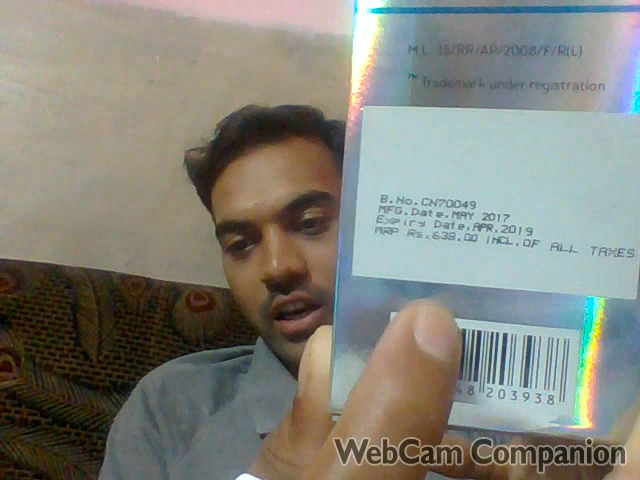 M L 15/RR/AP/2008/F/R(L)
™ Trademark under registration
B.No.CN70049
MFG.Date.MAY 2017
Expiry Date.APR.2019
MRP Rs.638.00 INCL.OF ALL TAXES
48 203938
WebCam Companion